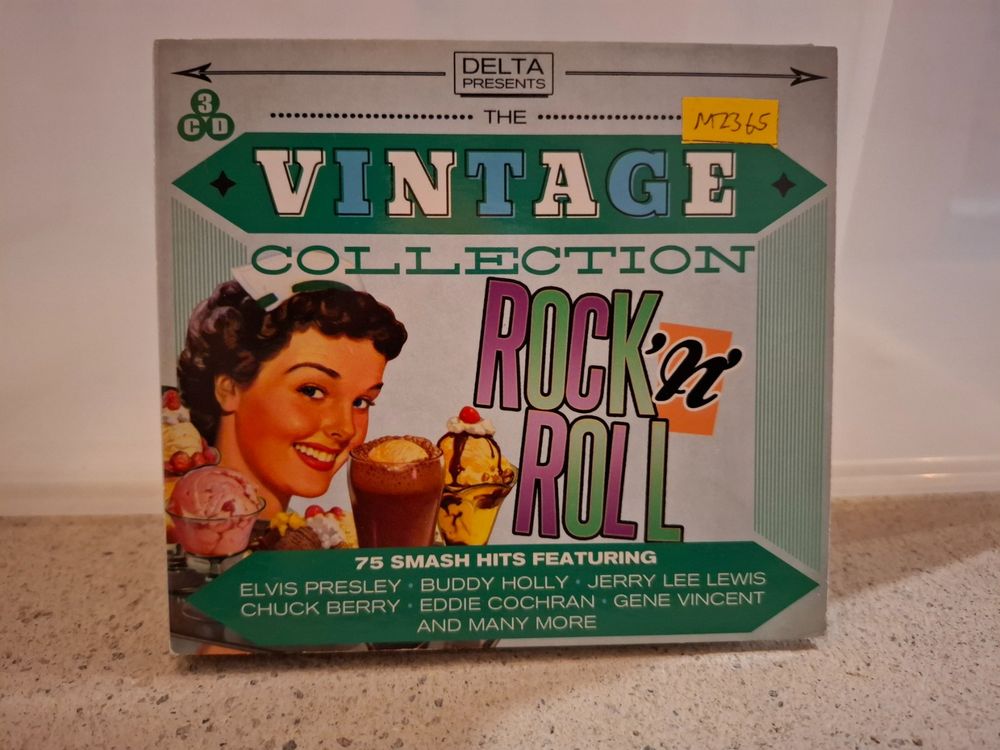 DELTA
PRESENTS
3
CD
THE
M2365
VINTAGE
COLLECTION
ROCK 'N'
ROLL
75 SMASH HITS FEATURING
ELVIS PRESLEY • BUDDY HOLLY • JERRY LEE LEWIS
CHUCK BERRY • EDDIE COCHRAN • GENE VINCENT
AND MANY MORE